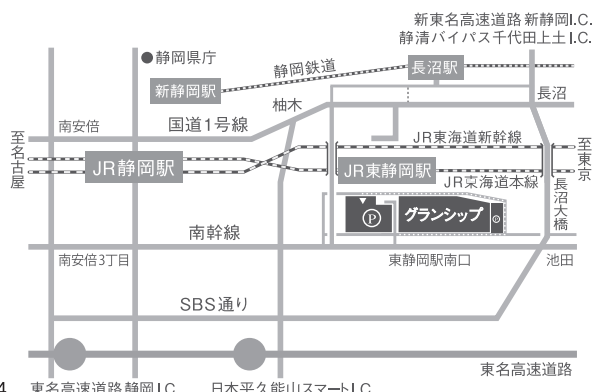 新東名高速道路 新静岡I.C.
静清バイパス千代田上土I.C.
静岡県庁
静岡鉄道
長沼駅
新静岡駅
柚木
長沼
南安倍
国道1号線
JR東海道新幹線
至名古屋
JR静岡駅
JR東静岡駅
至東京
JR東海道本線
長沼大橋
P
グランシップ
P
南幹線
南安倍3丁目
東静岡駅南口
池田
SBS通り
東名高速道路
4
東名高速道路 静岡I.C.
日本平久能山スマートI.C.